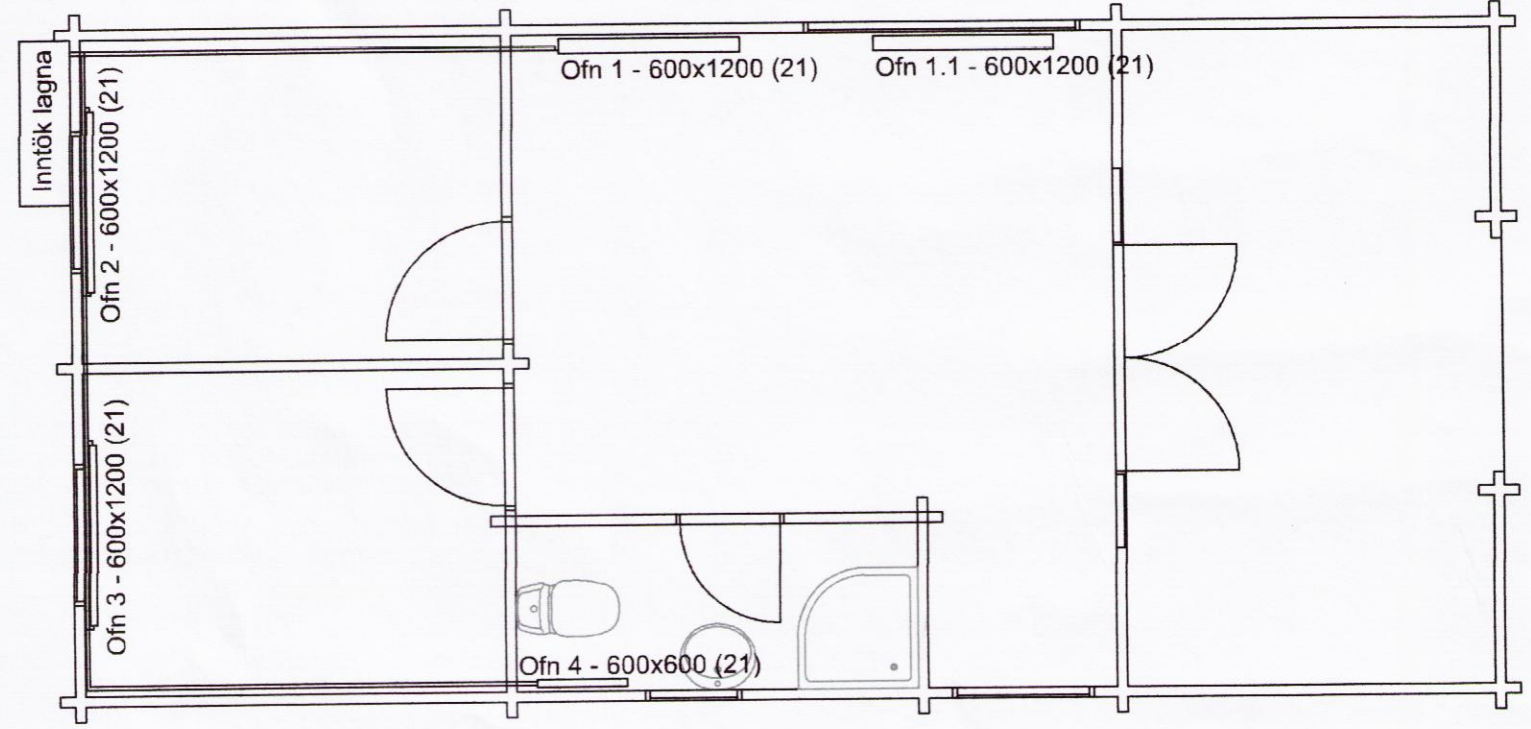 Inntök lagna
Ofn 1 - 600x1200 (21)
Ofn 1.1 - 600x1200 (21)
Ofn 2 - 600x1200 (21)
Ofn 3 - 600x1200 (21)
Ofn 4 - 600x600 (21)